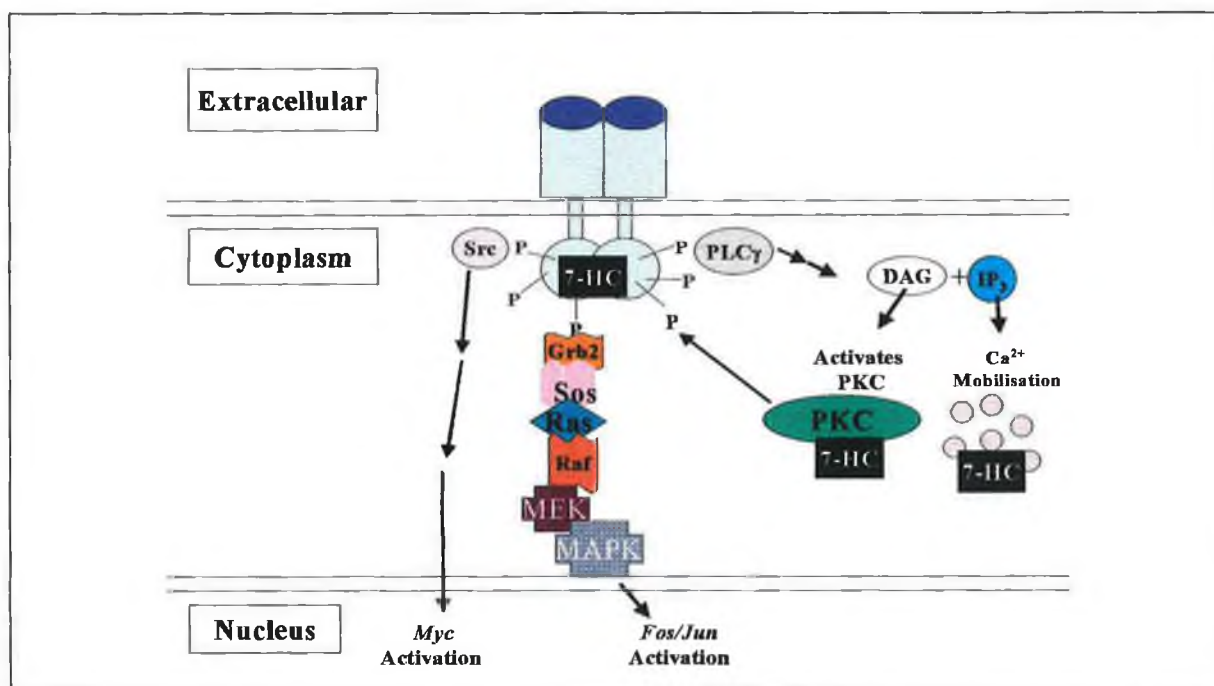 Extracellular
Cytoplasm
Src
P
P
PLCγ
7-HC
DAG
+
IP3
P
P
P
P
Grb2
Sos
Ras
Raf
MEK
MAPK
Activates
PKC
PKC
7-HC
Ca2+
Mobilisation
7-HC
Nucleus
Myc
Activation
Fos/Jun
Activation